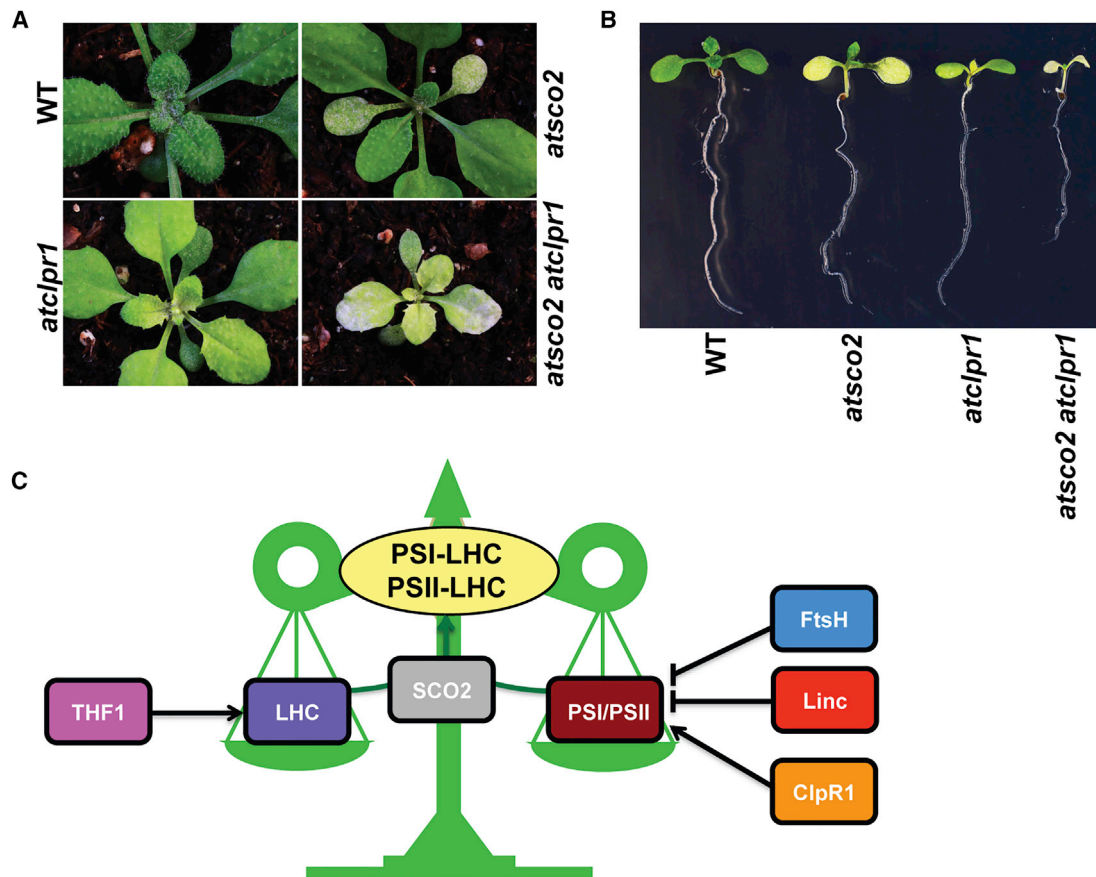 A
WT
atsco2
atclpr1
atsco2 atclpr1
B
WT
atsco2
atclpr1
atsco2 atclpr1
C
PSI-LHC
PSII-LHC
THF1
LHC
SCO2
PSI/PSII
FtsH
Linc
ClpR1